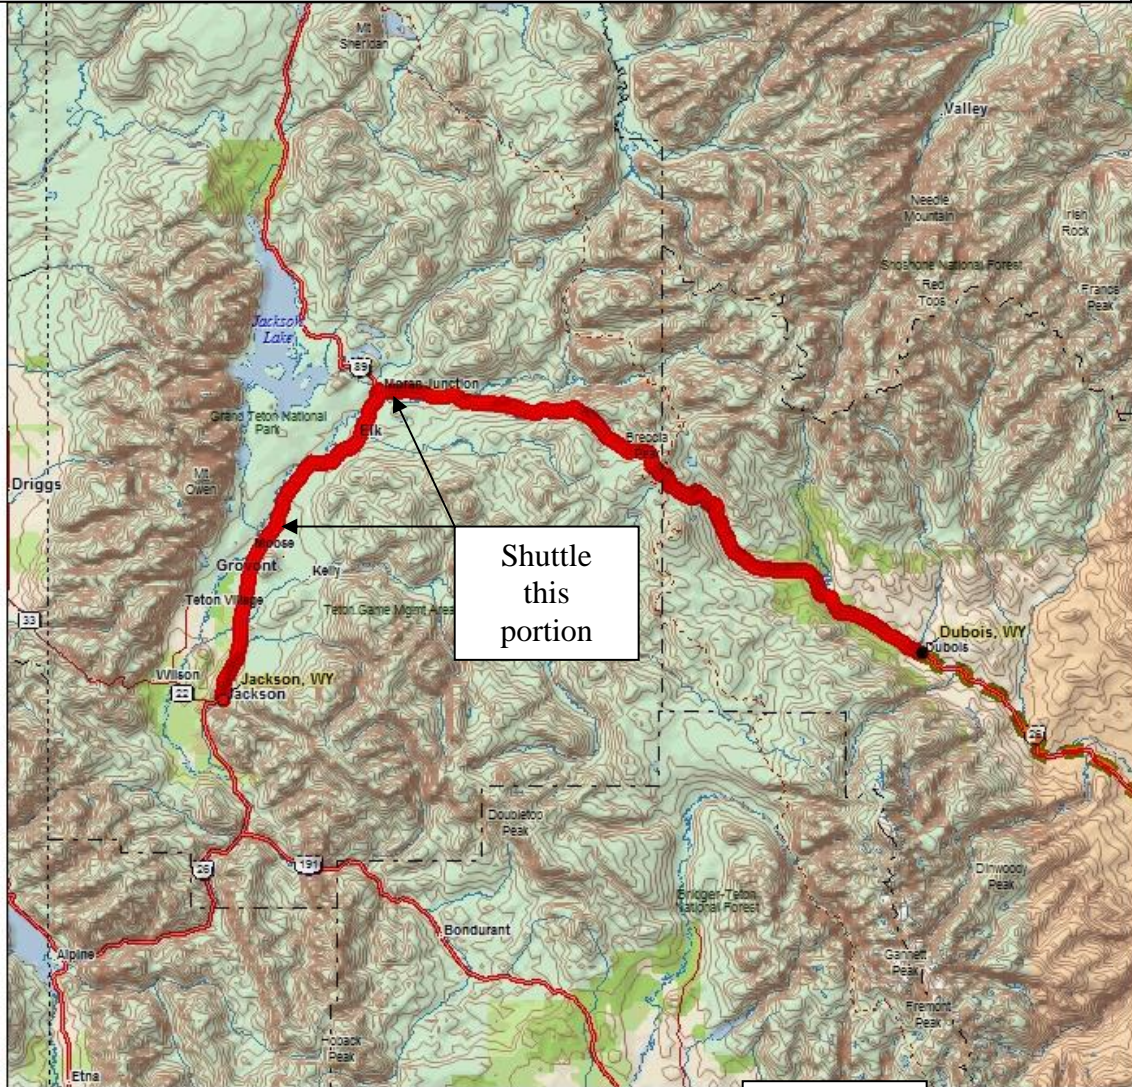 Mt
Sheridan
Valley
Needle
Mountain
Irish
Rock
Shoshone National Forest
Red
Tops
Francs
Peak
Jackson
Lake
89
Moran Junction
Grand Teton National
Park
Elk
Breccia
Peak
Mt
Owen
Driggs
Moose
Shuttle
this
portion
Grovont
Kelly
Teton Village
Teton Game Mgmt Area
33
Dubois, WY
Dubois
Wilson
22
Jackson, WY
Jackson
26
Doubletop
Peak
26
191
Dinwoody
Peak
Bridger-Teton
National Forest
Bondurant
Alpine
Gannett
Peak
Fremont
Peak
Hoback
Peak
Etna